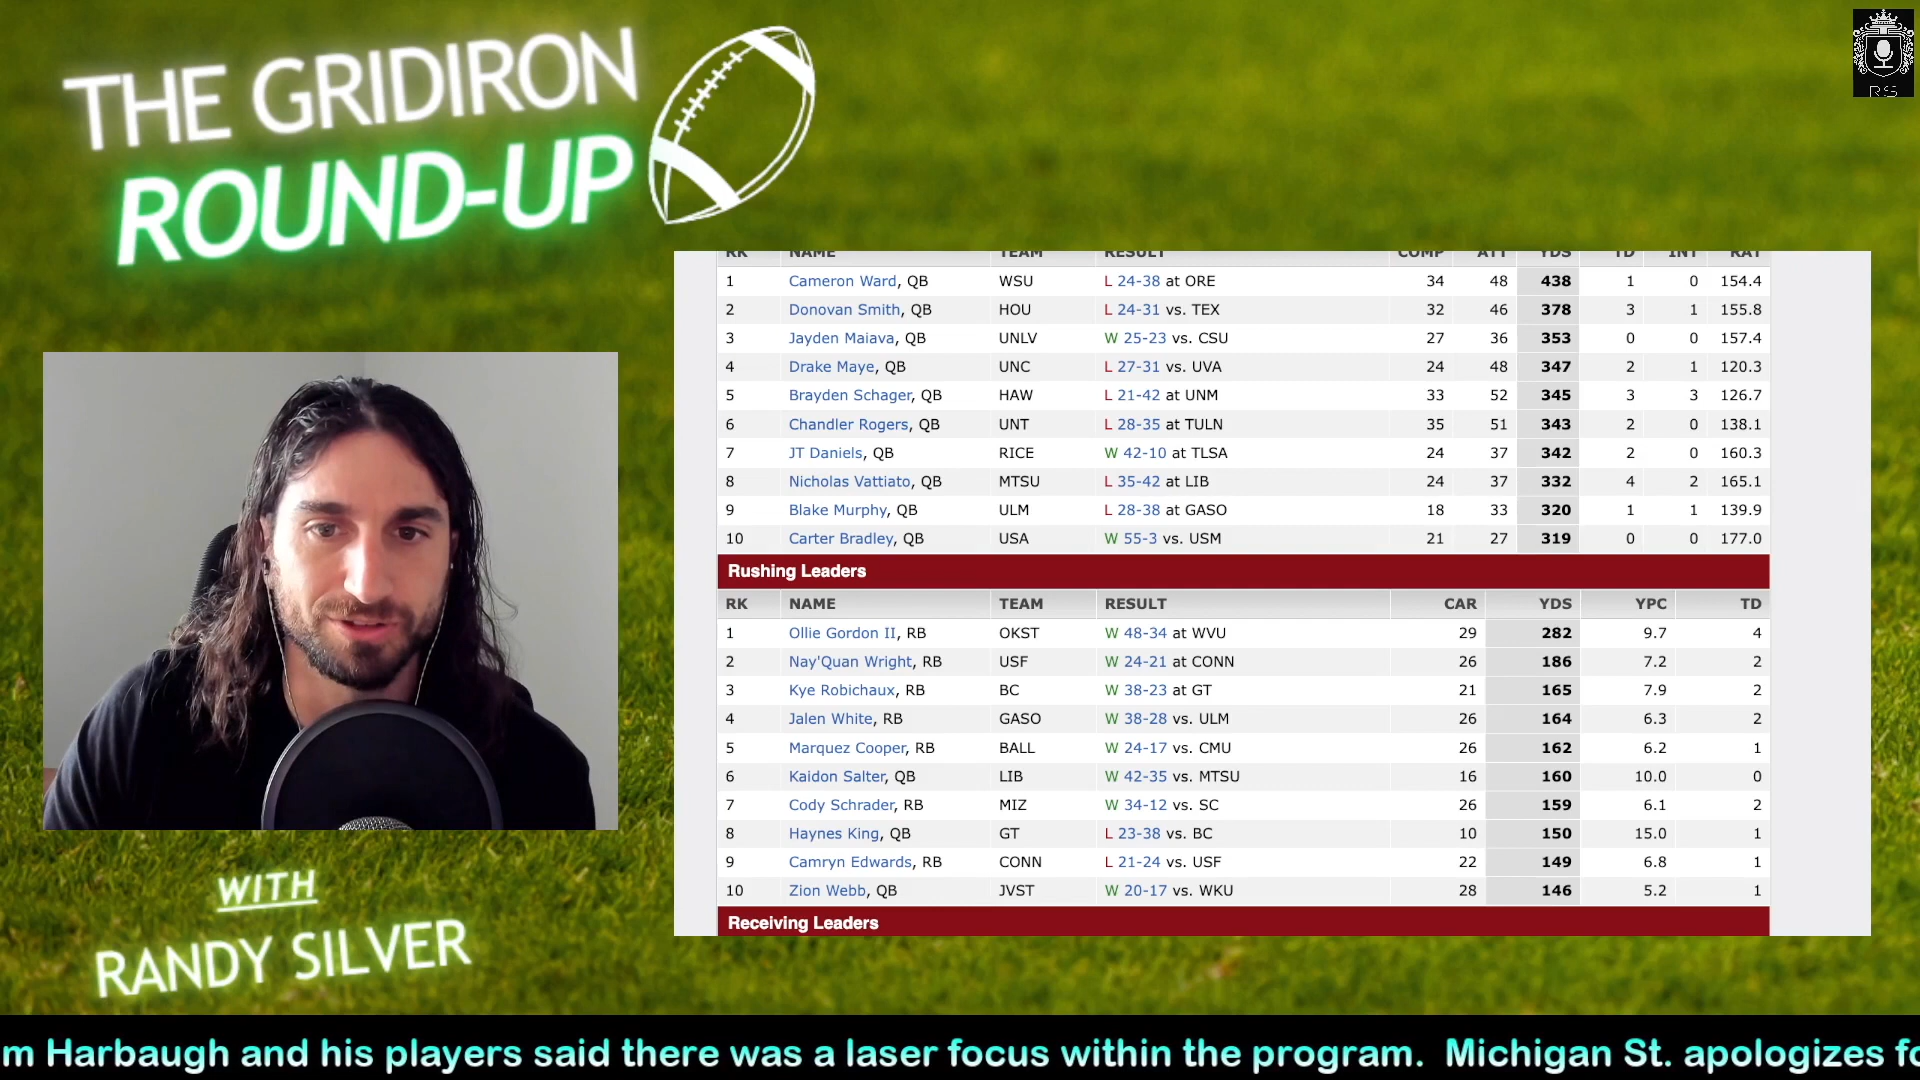 THE GRIDIRON
ROUND-UP
RS
RK NAME TEAM RESULT COMP ATT YDS TD INT RAT
1 Cameron Ward, QB WSU L 24-38 at ORE 34 48 438 1 0 154.4
2 Donovan Smith, QB HOU L 24-31 vs. TEX 32 46 378 3 1 155.8
3 Jayden Maiava, QB UNLV W 25-23 vs. CSU 27 36 353 0 0 157.4
4 Drake Maye, QB UNC L 27-31 vs. UVA 24 48 347 2 1 120.3
5 Brayden Schager, QB HAW L 21-42 at UNM 33 52 345 3 3 126.7
6 Chandler Rogers, QB UNT L 28-35 at TULN 35 51 343 2 0 138.1
7 JT Daniels, QB RICE W 42-10 at TLSA 24 37 342 2 0 160.3
8 Nicholas Vattiato, QB MTSU L 35-42 at LIB 24 37 332 4 2 165.1
9 Blake Murphy, QB ULM L 28-38 at GASO 18 33 320 1 1 139.9
10 Carter Bradley, QB USA W 55-3 vs. USM 21 27 319 0 0 177.0
Rushing Leaders
RK NAME TEAM RESULT CAR YDS YPC TD
1 Ollie Gordon II, RB OKST W 48-34 at WVU 29 282 9.7 4
2 Nay'Quan Wright, RB USF W 24-21 at CONN 26 186 7.2 2
3 Kye Robichaux, RB BC W 38-23 at GT 21 165 7.9 2
4 Jalen White, RB GASO W 38-28 vs. ULM 26 164 6.3 2
5 Marquez Cooper, RB BALL W 24-17 vs. CMU 26 162 6.2 1
6 Kaidon Salter, QB LIB W 42-35 vs. MTSU 16 160 10.0 0
7 Cody Schrader, RB MIZ W 34-12 vs. SC 26 159 6.1 2
8 Haynes King, QB GT L 23-38 vs. BC 10 150 15.0 1
9 Camryn Edwards, RB CONN L 21-24 vs. USF 22 149 6.8 1
10 Zion Webb, QB JVST W 20-17 vs. WKU 28 146 5.2 1
Receiving Leaders
WITH
RANDY SILVER
m Harbaugh and his players said there was a laser focus within the program. Michigan St. apologizes fo